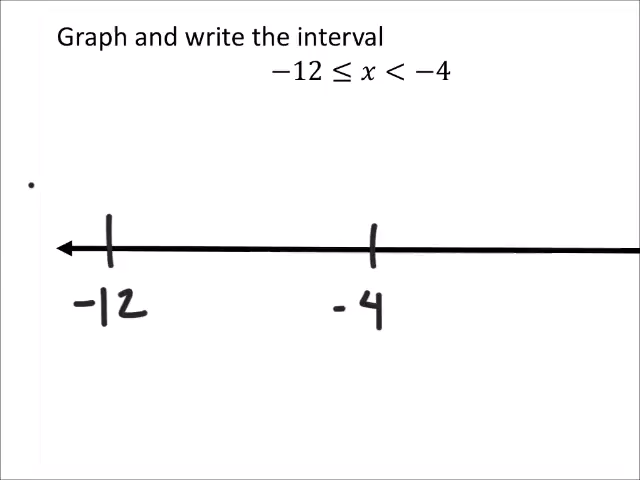 Graph and write the interval
−12 ≤ x < −4
-12 -4